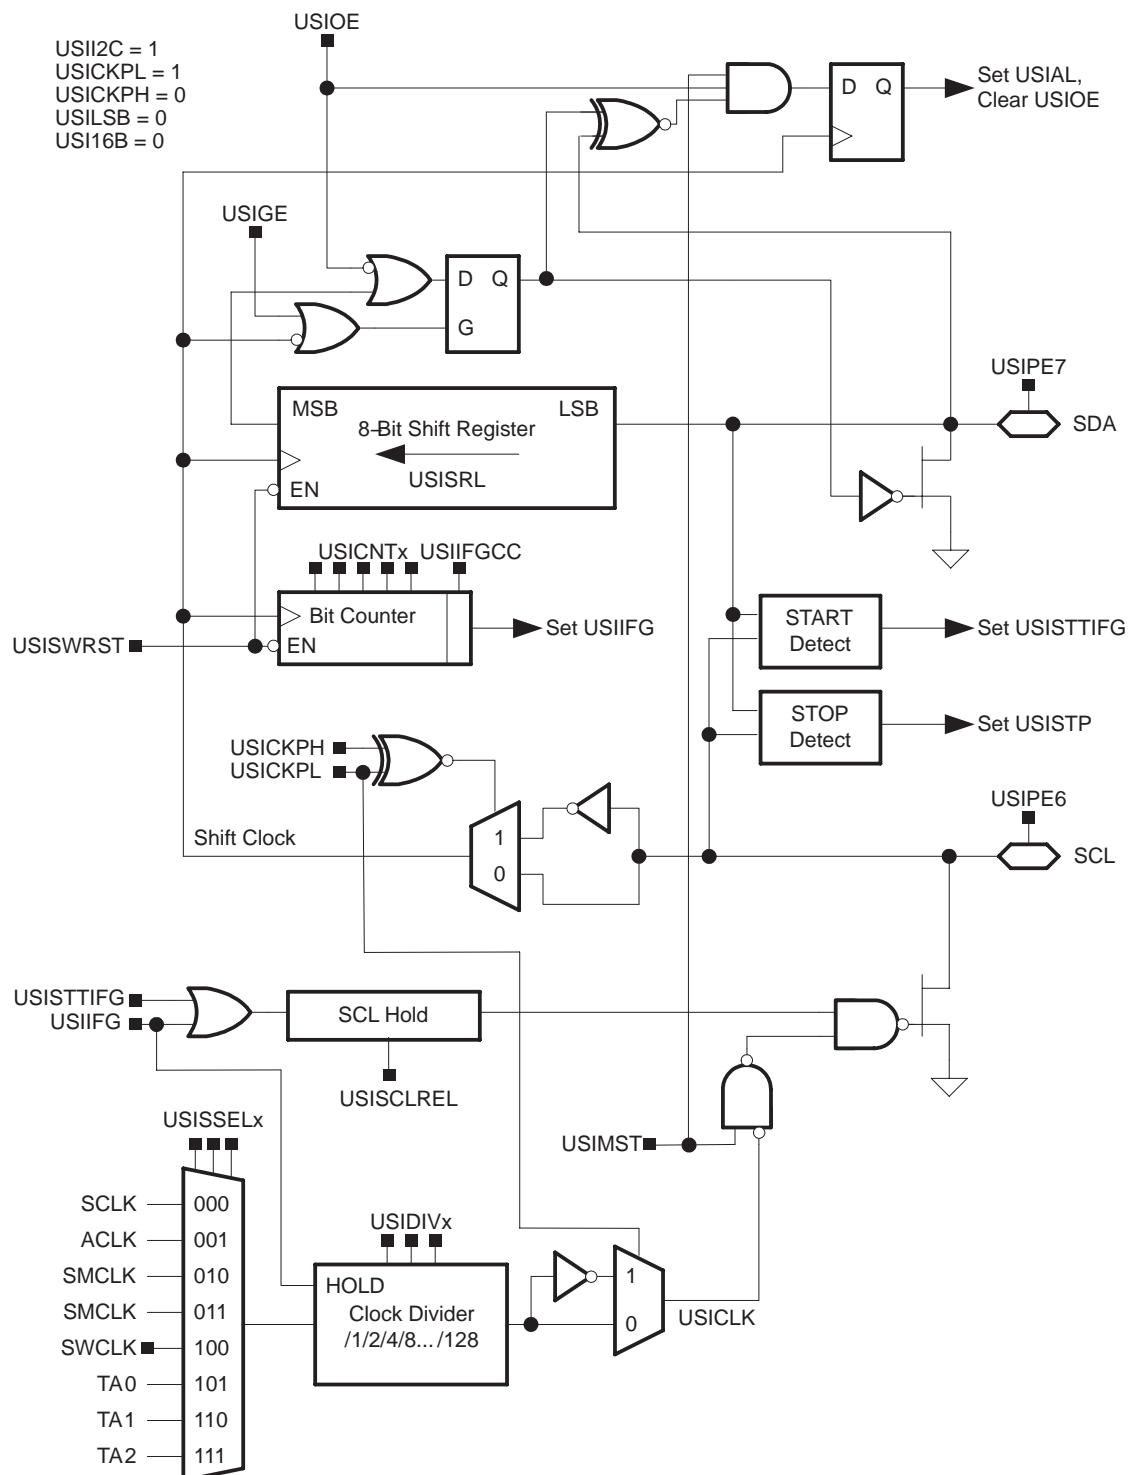 USIOE
USII2C = 1
USICKPL = 1
USICKPH = 0
USILSB = 0
USI16B = 0
D Q
Set USIAL,
Clear USIOE
USIGE
D Q
G
USIPE7
SDA
MSB LSB
8–Bit Shift Register
USISRL
EN
USICNTx USIIFGCC
Bit Counter
EN
Set USIIFG
USISWRST
START
Detect
Set USISTTIFG
STOP
Detect
Set USISTP
USICKPH
USICKPL
USIPE6
SCL
Shift Clock
1
0
USISTTIFG
USIIFG
SCL Hold
USISCLREL
USIMST
USISSELx
SCLK 000
ACLK 001
SMCLK 010
SMCLK 011
SWCLK 100
TA0 101
TA1 110
TA2 111
USIDIVx
HOLD
Clock Divider
/1/2/4/8... /128
1
0
USICLK